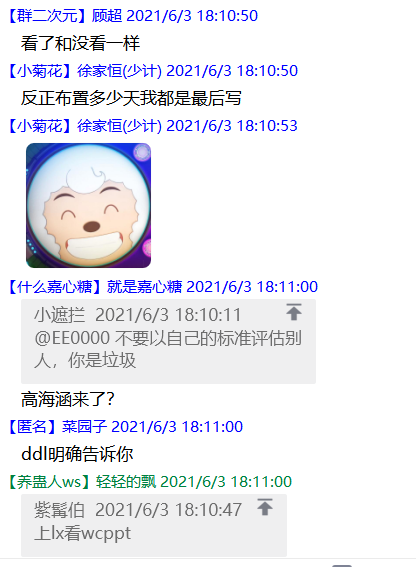 【群二次元】顾超 2021/6/3 18:10:50
看了和没看一样
【小菊花】徐家恒(少计) 2021/6/3 18:10:50
反正布置多少天我都是最后写
【小菊花】徐家恒(少计) 2021/6/3 18:10:53
【什么嘉心糖】就是嘉心糖 2021/6/3 18:11:00
小遮拦 2021/6/3 18:10:11
@EE0000 不要以自己的标准评估别
人，你是垃圾
高海涵来了？
【匿名】菜园子 2021/6/3 18:11:00
ddl明确告诉你
【养蛊人ws】轻轻的飘 2021/6/3 18:11:00
紫髯伯 2021/6/3 18:10:47
上lx看wcppt